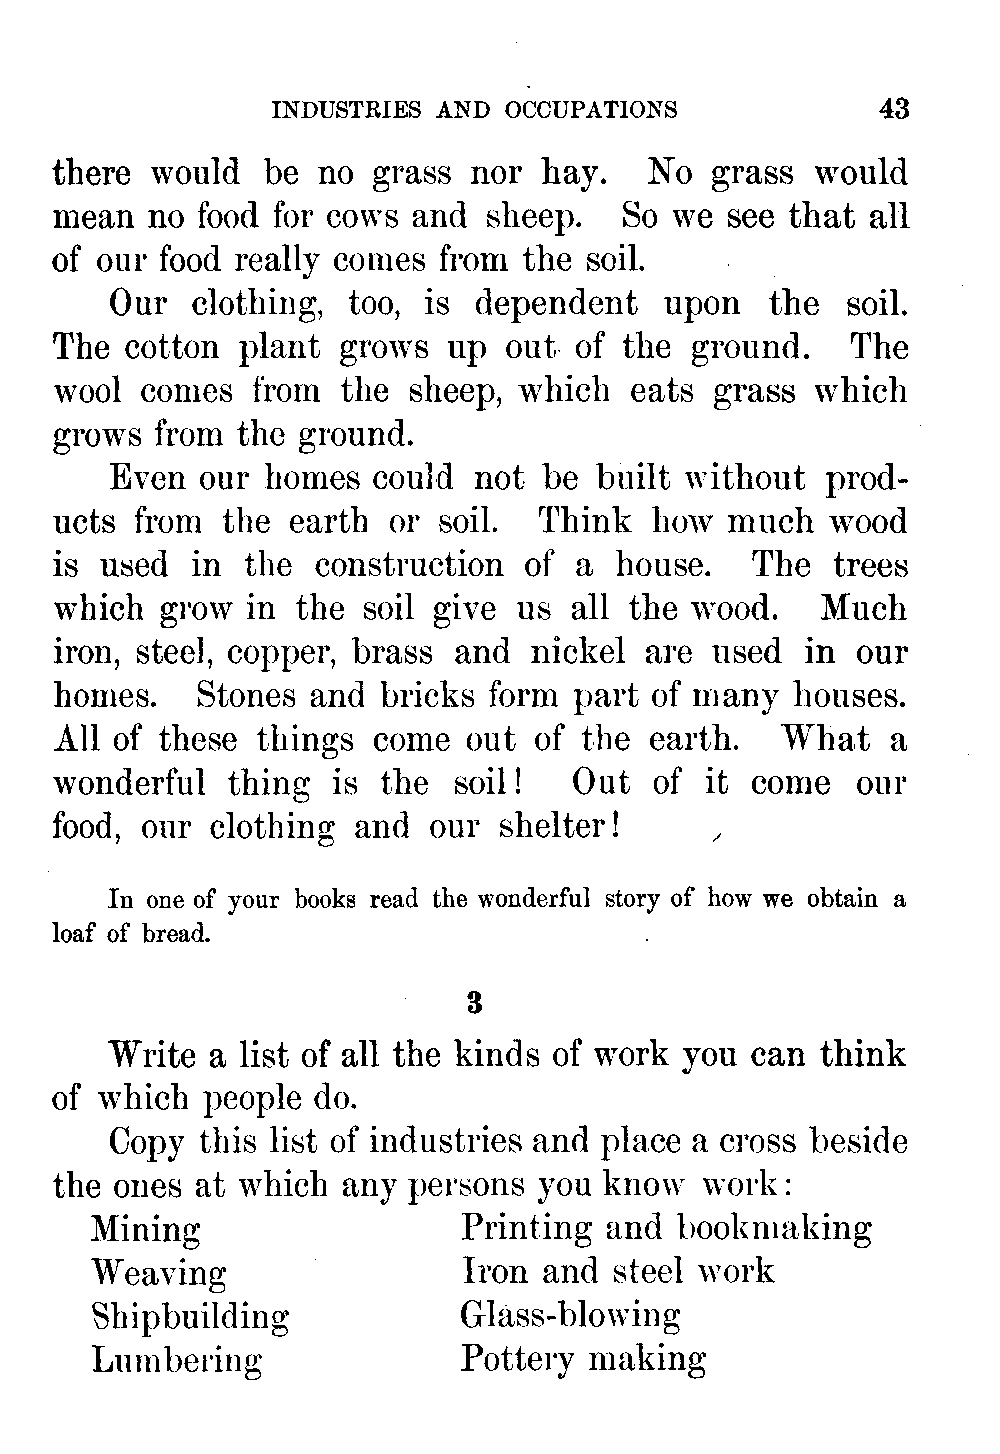 INDUSTRIES AND OCCUPATIONS 43
there would be no grass nor hay. No grass would
mean no food for cows and sheep. So we see that all
of our food really comes from the soil.
Our clothing, too, is dependent upon the soil.
The cotton plant grows up out of the ground. The
wool comes from the sheep, which eats grass which
grows from the ground.
Even our homes could not be built without prod-
ucts from the earth or soil. Think how much wood
is used in the construction of a house. The trees
which grow in the soil give us all the wood. Much
iron, steel, copper, brass and nickel are used in our
homes. Stones and bricks form part of many houses.
All of these things come out of the earth. What a
wonderful thing is the soil! Out of it come our
food, our clothing and our shelter!
In one of your books read the wonderful story of how we obtain a
loaf of bread.
3
Write a list of all the kinds of work you can think
of which people do.
Copy this list of industries and place a cross beside
the ones at which any persons you know work:
Mining
Weaving
Shipbuilding
Lumbering
Printing and bookmaking
Iron and steel work
Glass-blowing
Pottery making